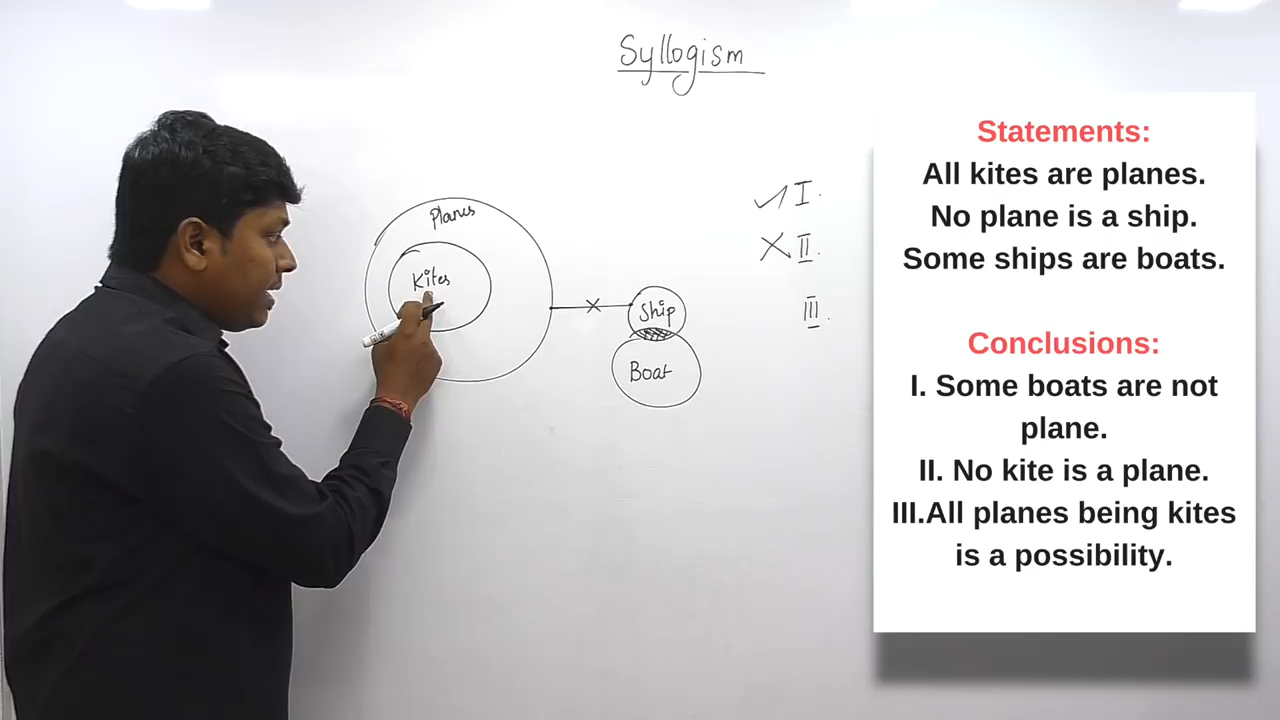 Syllogism
Planes
Kites
Ship
Boat
✓ I.
X II.
III.
X
Statements:
All kites are planes.
No plane is a ship.
Some ships are boats.
Conclusions:
I. Some boats are not
plane.
II. No kite is a plane.
III.All planes being kites
is a possibility.